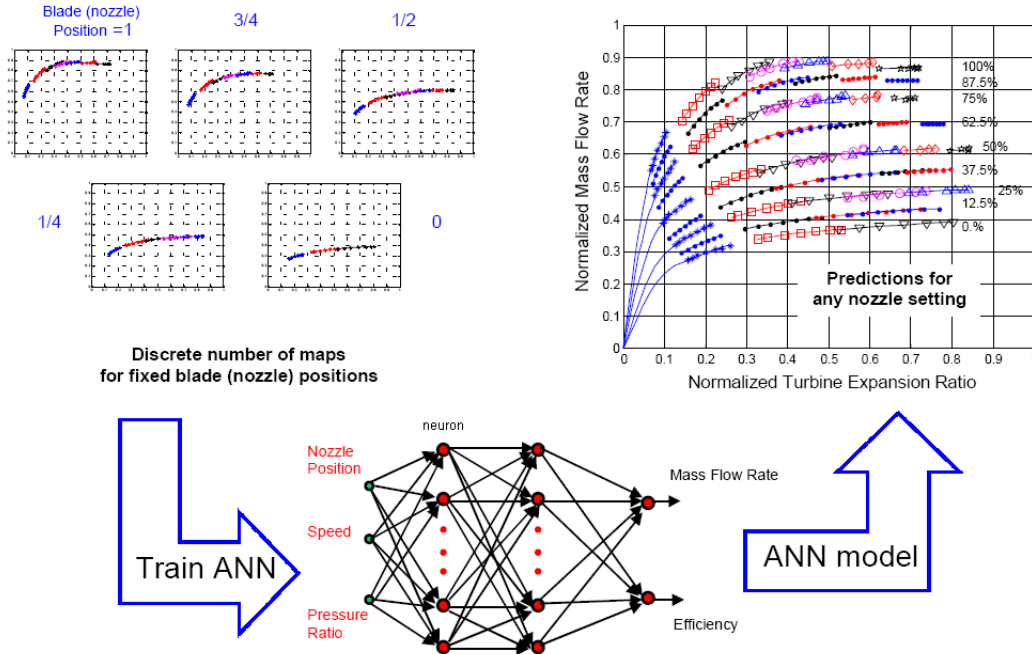 Blade (nozzle)
Position =1
3/4
1/2
1/4
0
Discrete number of maps
for fixed blade (nozzle) positions
Normalized Mass Flow Rate
1
0.9
0.8
0.7
0.6
0.5
0.4
0.3
0.2
0.1
0
100%
87.5%
75%
62.5%
50%
37.5%
25%
12.5%
0.%
Predictions for
any nozzle setting
0 0.1 0.2 0.3 0.4 0.5 0.6 0.7 0.8 0.9 1
Normalized Turbine Expansion Ratio
Train ANN
neuron
Nozzle
Position
Speed
Pressure
Ratio
Mass Flow Rate
Efficiency
ANN model